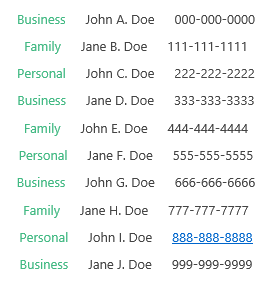 Business John A. Doe 000-000-0000
Family Jane B. Doe 111-111-1111
Personal John C. Doe 222-222-2222
Business Jane D. Doe 333-333-3333
Family John E. Doe 444-444-4444
Personal Jane F. Doe 555-555-5555
Business John G. Doe 666-666-6666
Family Jane H. Doe 777-777-7777
Personal John I. Doe 888-888-8888
Business Jane J. Doe 999-999-9999